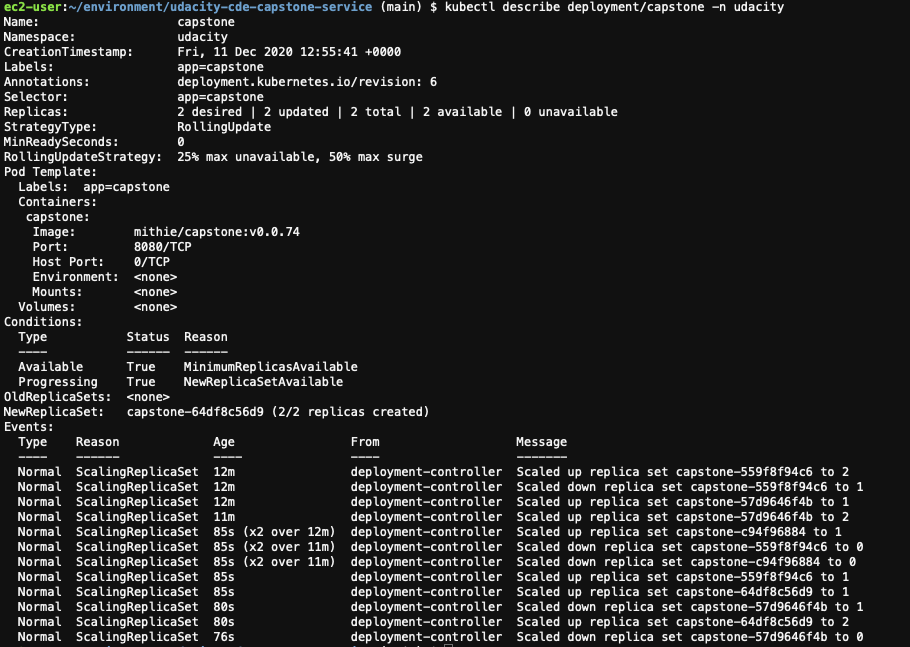 ec2-user:~/environment/udacity-cde-capstone-service (main) $ kubectl describe deployment/capstone -n udacity
Name:                   capstone
Namespace:              udacity
CreationTimestamp:      Fri, 11 Dec 2020 12:55:41 +0000
Labels:                 app=capstone
Annotations:            deployment.kubernetes.io/revision: 6
Selector:               app=capstone
Replicas:               2 desired | 2 updated | 2 total | 2 available | 0 unavailable
StrategyType:           RollingUpdate
MinReadySeconds:        0
RollingUpdateStrategy:  25% max unavailable, 50% max surge
Pod Template:
  Labels:  app=capstone
  Containers:
   capstone:
    Image:        mithie/capstone:v0.0.74
    Port:         8080/TCP
    Host Port:    0/TCP
    Environment:  <none>
    Mounts:       <none>
  Volumes:        <none>
Conditions:
  Type           Status  Reason
  ----           ------  ------
  Available      True    MinimumReplicasAvailable
  Progressing    True    NewReplicaSetAvailable
OldReplicaSets:  <none>
NewReplicaSet:   capstone-64df8c56d9 (2/2 replicas created)
Events:
  Type    Reason             Age                From                   Message
  ----    ------             ----               ----                   -------
  Normal  ScalingReplicaSet  12m                deployment-controller  Scaled up replica set capstone-559f8f94c6 to 2
  Normal  ScalingReplicaSet  12m                deployment-controller  Scaled down replica set capstone-559f8f94c6 to 1
  Normal  ScalingReplicaSet  12m                deployment-controller  Scaled up replica set capstone-57d9646f4b to 1
  Normal  ScalingReplicaSet  11m                deployment-controller  Scaled up replica set capstone-57d9646f4b to 2
  Normal  ScalingReplicaSet  85s (x2 over 12m)  deployment-controller  Scaled up replica set capstone-c94f96884 to 1
  Normal  ScalingReplicaSet  85s (x2 over 11m)  deployment-controller  Scaled down replica set capstone-559f8f94c6 to 0
  Normal  ScalingReplicaSet  85s (x2 over 11m)  deployment-controller  Scaled down replica set capstone-c94f96884 to 0
  Normal  ScalingReplicaSet  85s                deployment-controller  Scaled up replica set capstone-559f8f94c6 to 1
  Normal  ScalingReplicaSet  85s                deployment-controller  Scaled up replica set capstone-64df8c56d9 to 1
  Normal  ScalingReplicaSet  80s                deployment-controller  Scaled down replica set capstone-57d9646f4b to 1
  Normal  ScalingReplicaSet  80s                deployment-controller  Scaled up replica set capstone-64df8c56d9 to 2
  Normal  ScalingReplicaSet  76s                deployment-controller  Scaled down replica set capstone-57d9646f4b to 0